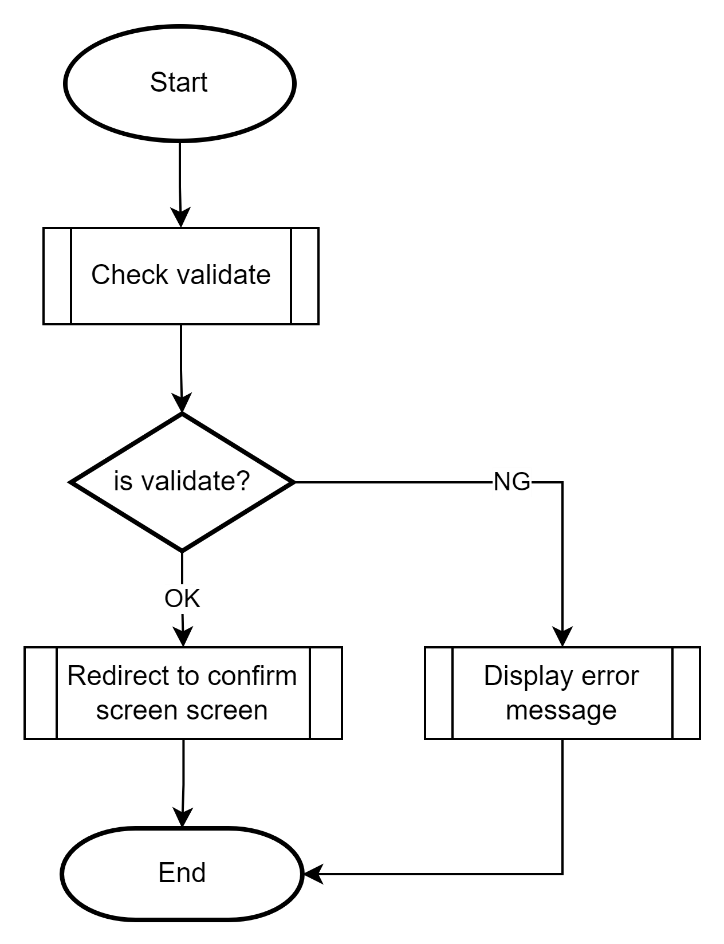 Start
Check validate
is validate?
NG
OK
Redirect to confirm
screen screen
Display error
message
End